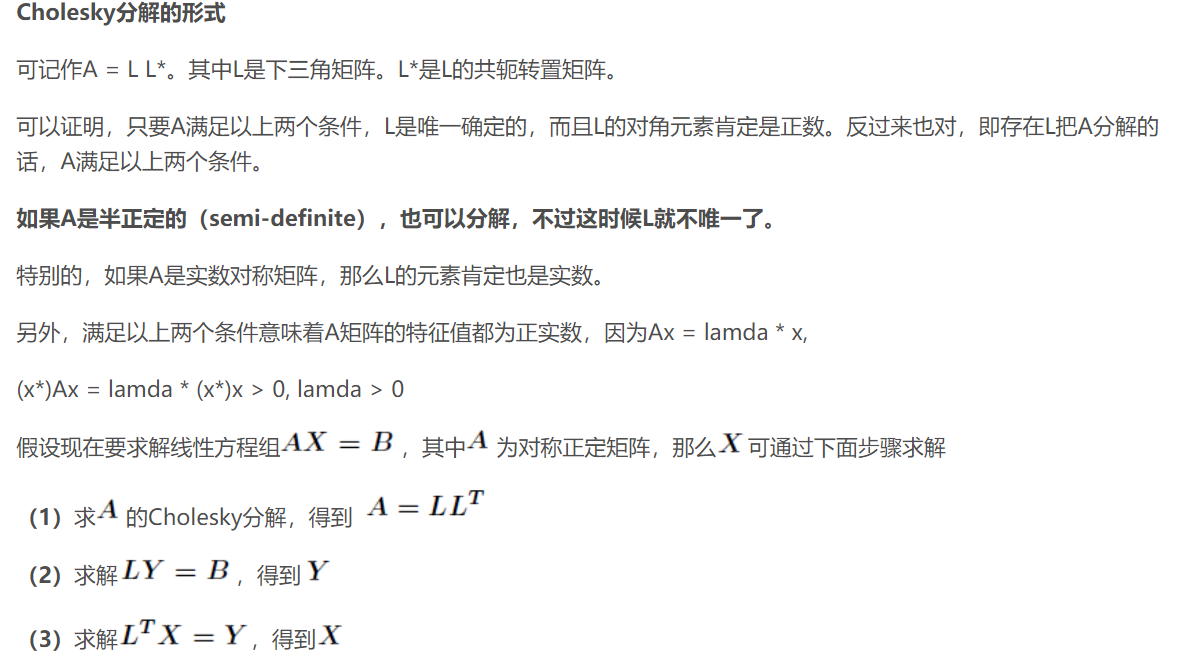 Cholesky分解的形式
可记作A = L L*。其中L是下三角矩阵。L*是L的共轭转置矩阵。
可以证明，只要A满足以上两个条件，L是唯一确定的，而且L的对角元素肯定是正数。反过来也对，即存在L把A分解的
话，A满足以上两个条件。
如果A是半正定的（semi-definite），也可以分解，不过这时候L就不唯一了。
特别的，如果A是实数对称矩阵，那么L的元素肯定也是实数。
另外，满足以上两个条件意味着A矩阵的特征值都为正实数，因为Ax = lamda * x,
(x*)Ax = lamda * (x*)x > 0, lamda > 0
假设现在要求解线性方程组AX = B，其中A 为对称正定矩阵，那么X 可通过下面步骤求解
（1）求A 的Cholesky分解，得到 A = LL^T
（2）求解LY = B，得到Y
（3）求解L^T X = Y，得到X